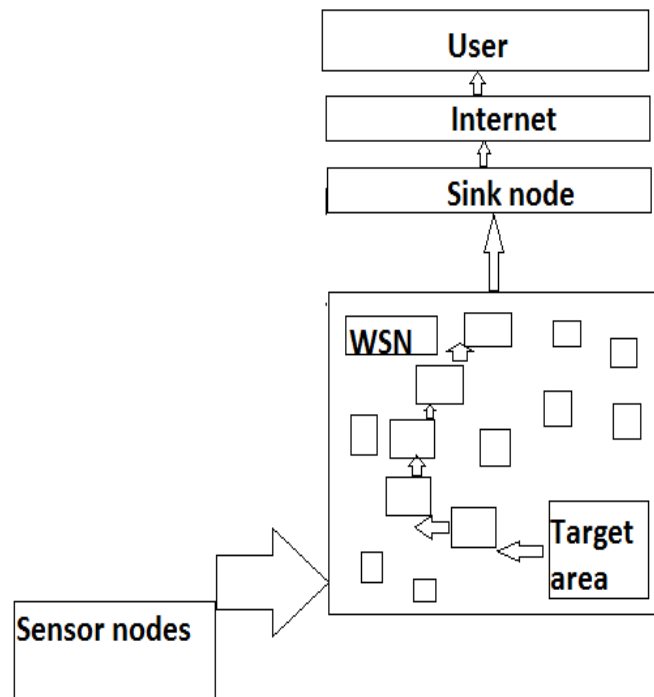 User
Internet
Sink node
WSN
Target
area
Sensor nodes